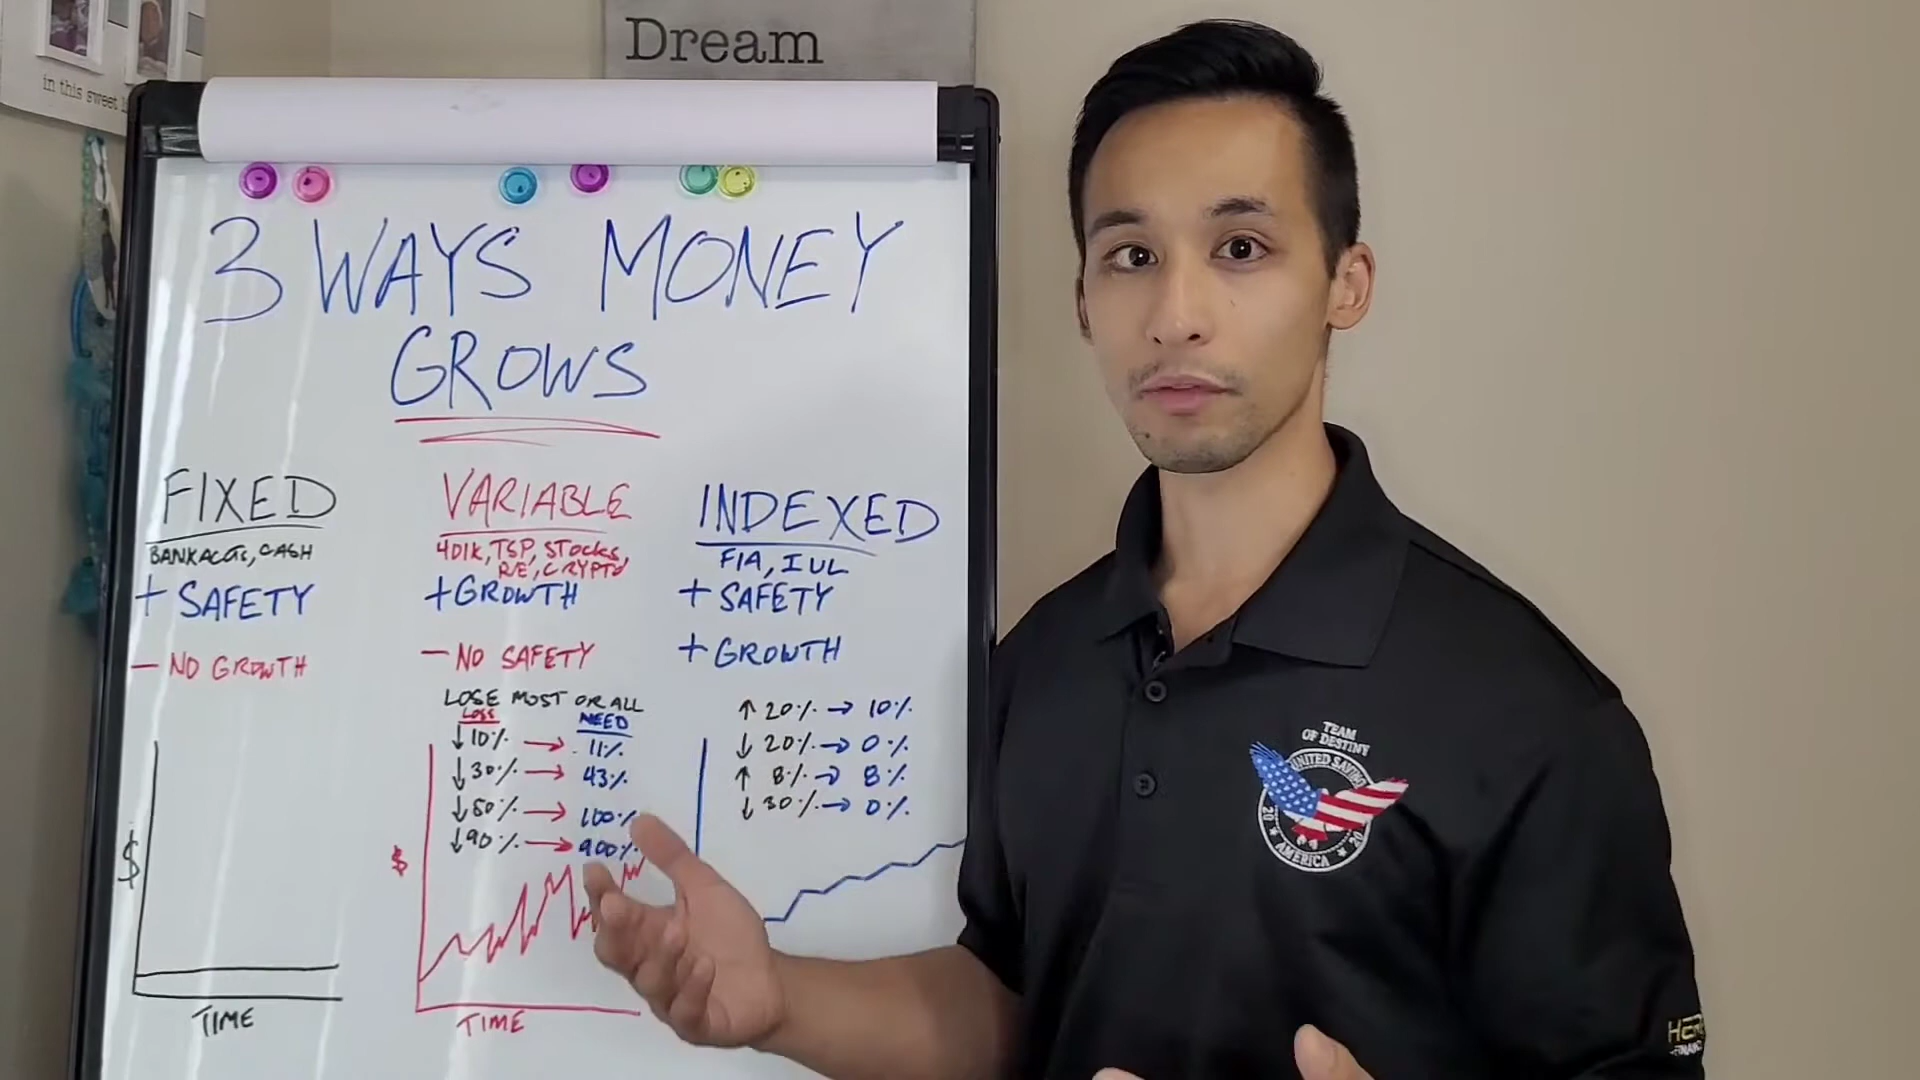 Dream
in this sweet
3 WAYS MONEY
GROWS
FIXED
BANKACCTS, CASH
+ SAFETY
- NO GROWTH
$
TIME
VARIABLE
401K, TSP, STOCKS,
R/E, CRYPTO
+ GROWTH
- NO SAFETY
LOSE MOST OR ALL
LOSS NEED
↓10% → 11%
↓30% → 43%
↓50% → 100%
↓90% → 900%
$
TIME
INDEXED
FIA, IUL
+ SAFETY
+ GROWTH
↑ 20% → 10%
↓ 20% → 0%
↑ 8% → 8%
↓ 30% → 0%
TEAM
OF DESTINY
UNITED SAVING
AMERICA
20 20